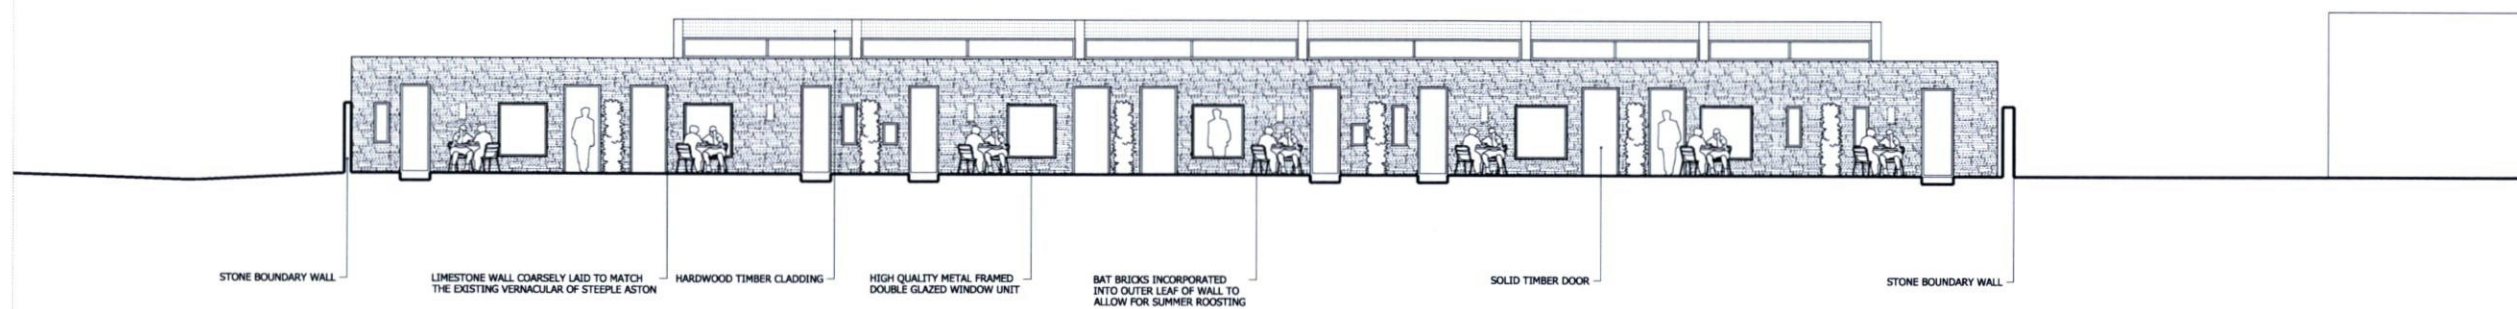 STONE BOUNDARY WALL
LIMESTONE WALL COARSELY LAID TO MATCH
THE EXISTING VERNACULAR OF STEEPLE ASTON
HARDWOOD TIMBER CLADDING
HIGH QUALITY METAL FRAMED
DOUBLE GLAZED WINDOW UNIT
BAT BRICKS INCORPORATED
INTO OUTER LEAF OF WALL TO
ALLOW FOR SUMMER ROOSTING
SOLID TIMBER DOOR
STONE BOUNDARY WALL